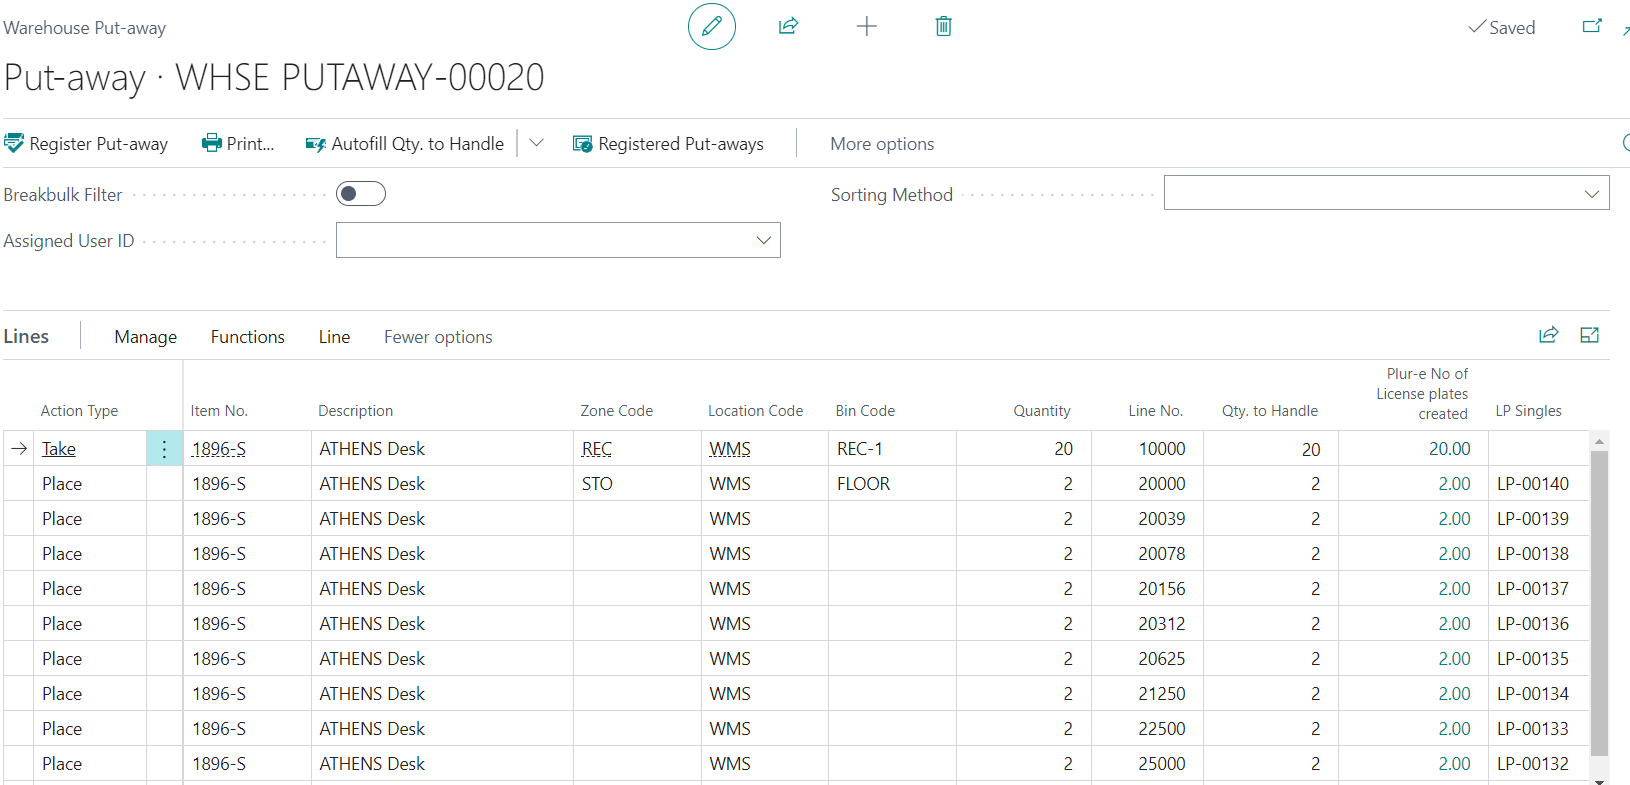 Warehouse Put-away
Saved
Put-away · WHSE PUTAWAY-00020
Register Put-away Print... Autofill Qty. to Handle Registered Put-aways More options
Breakbulk Filter Sorting Method
Assigned User ID
Lines Manage Functions Line Fewer options
Action Type Item No. Description Zone Code Location Code Bin Code Quantity Line No. Qty. to Handle Plur-e No of License plates created LP Singles
Take 1896-S ATHENS Desk REC WMS REC-1 20 10000 20 20.00
Place 1896-S ATHENS Desk STO WMS FLOOR 2 20000 2 2.00 LP-00140
Place 1896-S ATHENS Desk WMS 2 20039 2 2.00 LP-00139
Place 1896-S ATHENS Desk WMS 2 20078 2 2.00 LP-00138
Place 1896-S ATHENS Desk WMS 2 20156 2 2.00 LP-00137
Place 1896-S ATHENS Desk WMS 2 20312 2 2.00 LP-00136
Place 1896-S ATHENS Desk WMS 2 20625 2 2.00 LP-00135
Place 1896-S ATHENS Desk WMS 2 21250 2 2.00 LP-00134
Place 1896-S ATHENS Desk WMS 2 22500 2 2.00 LP-00133
Place 1896-S ATHENS Desk WMS 2 25000 2 2.00 LP-00132